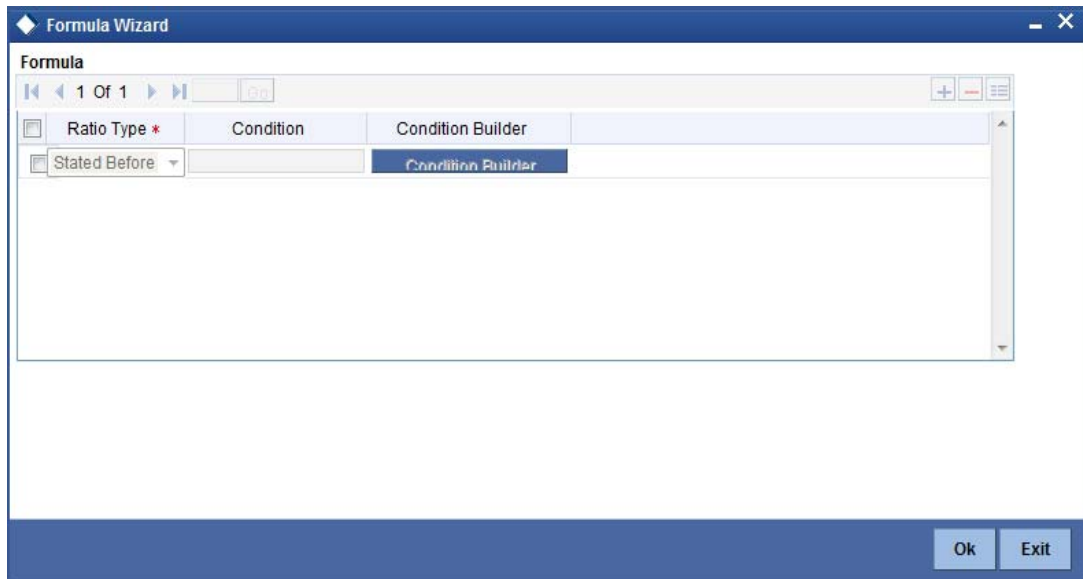 Formula Wizard
Formula
1 Of 1 Go
Ratio Type * Condition Condition Builder
Stated Before Condition Builder
Ok Exit